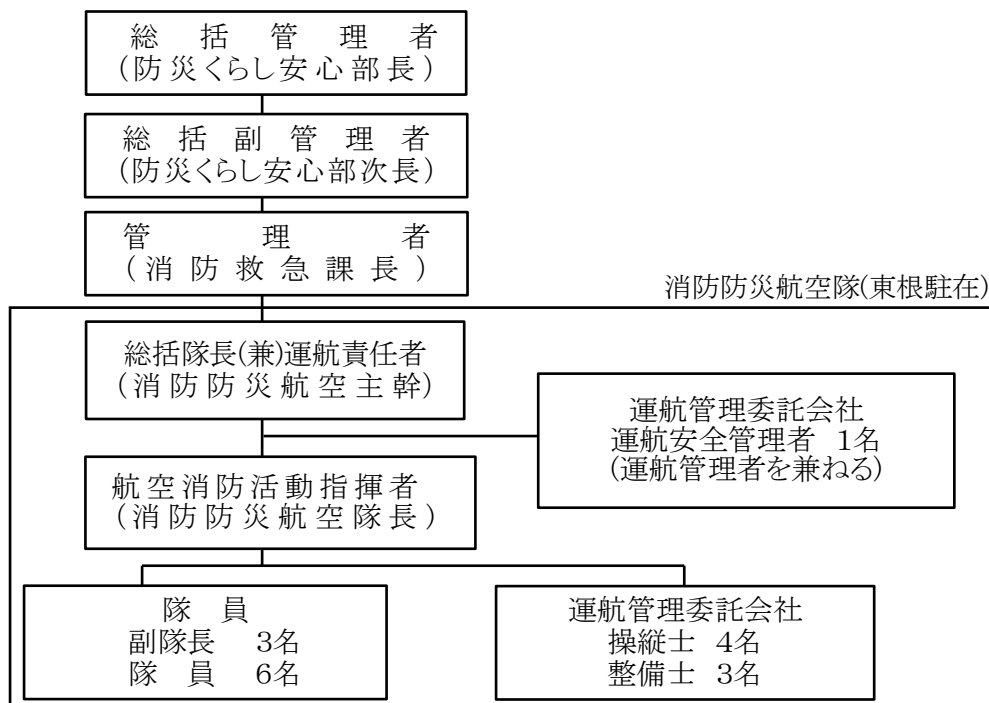 総括管理者
(防災くらし安心部長)
総括副管理者
(防災くらし安心部次長)
管理者
(消防救急課長)
消防防災航空隊(東根駐在)
総括隊長(兼)運航責任者
(消防防災航空主幹)
運航管理委託会社
運航安全管理者 1名
(運航管理者を兼ねる)
航空消防活動指揮者
(消防防災航空隊長)
隊員
副隊長 3名
隊員 6名
運航管理委託会社
操縦士 4名
整備士 3名